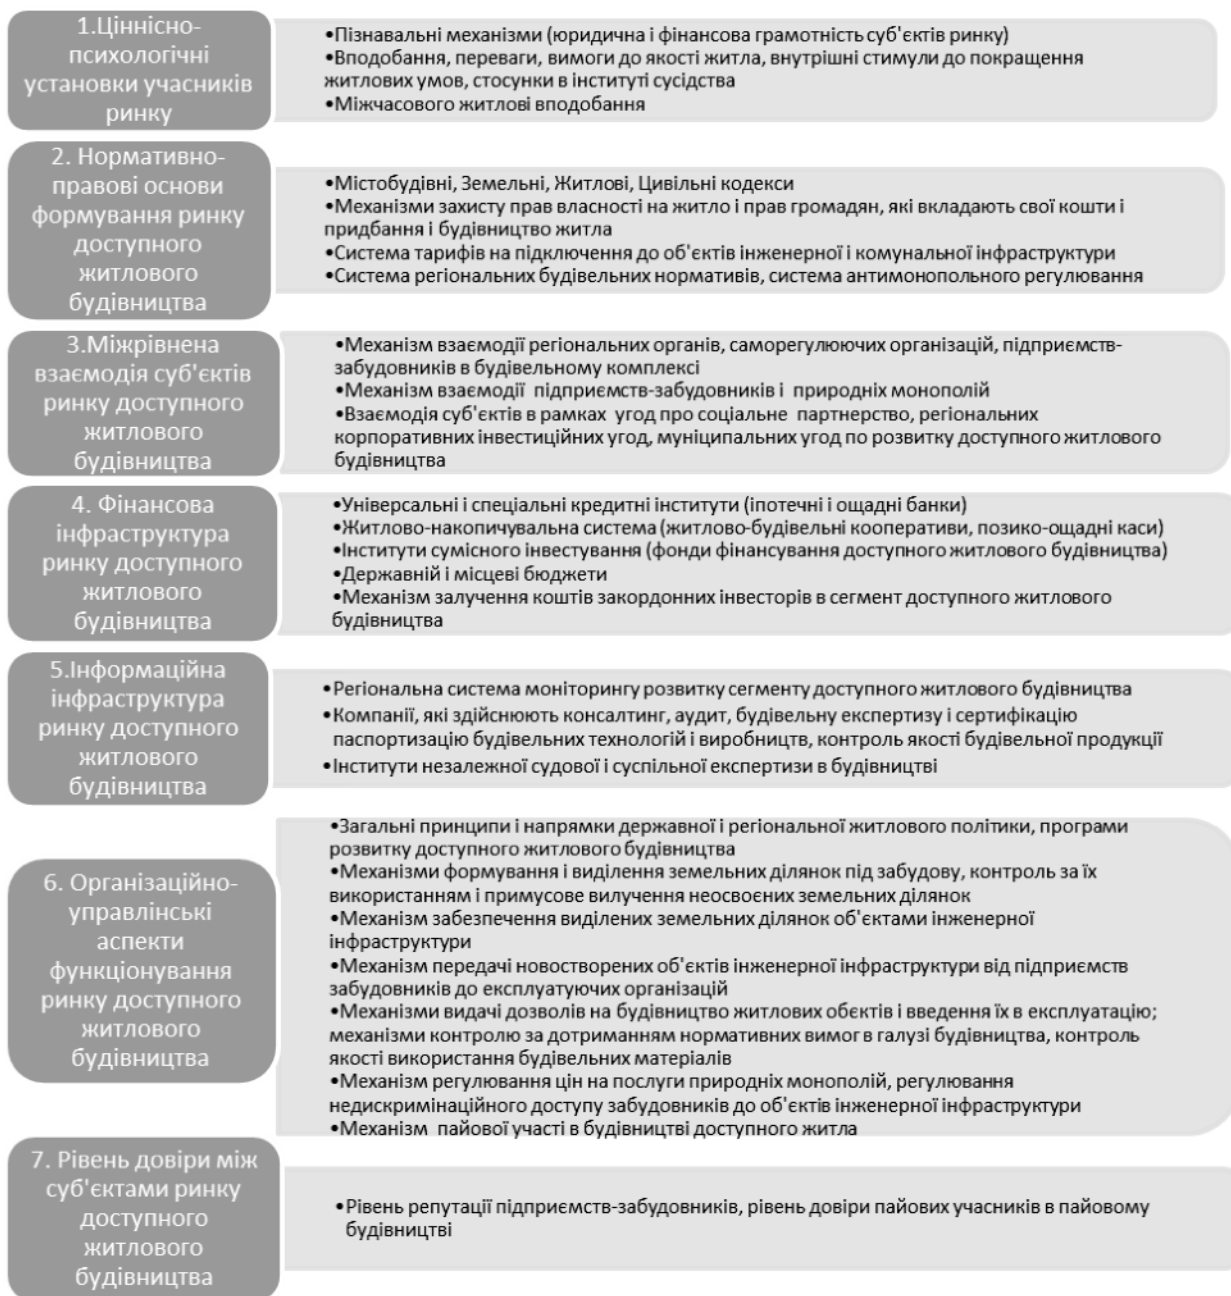 1.Ціннісно-
психологічні
установки учасників
ринку
•Пізнавальні механізми (юридична і фінансова грамотність суб'єктів ринку)
•Вподобання, переваги, вимоги до якості житла, внутрішні стимули до покращення
житлових умов, стосунки в інституті сусідства
•Міжчасового житлові вподобання
2. Нормативно-
правові основи
формування ринку
доступного
житлового
будівництва
•Містобудівні, Земельні, Житлові, Цивільні кодекси
•Механізми захисту прав власності на житло і прав громадян, які вкладають свої кошти і
придбання і будівництво житла
•Система тарифів на підключення до об'єктів інженерної і комунальної інфраструктури
•Система регіональних будівельних нормативів, система антимонопольного регулювання
3.Міжрівнена
взаємодія суб'єктів
ринку доступного
житлового
будівництва
•Механізм взаємодії регіональних органів, саморегулюючих організацій, підприємств-
забудовників в будівельному комплексі
•Механізм взаємодії підприємств-забудовників і природніх монополій
•Взаємодія суб'єктів в рамках угод про соціальне партнерство, регіональних
корпоративних інвестиційних угод, муніципальних угод по розвитку доступного житлового
будівництва
4. Фінансова
інфраструктура
ринку доступного
житлового
будівництва
•Універсальні і спеціальні кредитні інститути (іпотечні і ощадні банки)
•Житлово-накопичувальна система (житлово-будівельні кооперативи, позико-ощадні каси)
•Інститути сумісного інвестування (фонди фінансування доступного житлового будівництва)
•Державній і місцеві бюджети
•Механізм залучення коштів закордонних інвесторів в сегмент доступного житлового
будівництва
5.Інформаційна
інфраструктура
ринку доступного
житлового
будівництва
•Регіональна система моніторингу розвитку сегменту доступного житлового будівництва
•Компанії, які здійснюють консалтинг, аудит, будівельну експертизу і сертифікацію
паспортизацію будівельних технологій і виробництв, контроль якості будівельної продукції
•Інститути незалежної судової і суспільної експертизи в будівництві
6. Організаційно-
управлінські
аспекти
функціонування
ринку доступного
житлового
будівництва
•Загальні принципи і напрямки державної і регіональної житлового політики, програми
розвитку доступного житлового будівництва
•Механізми формування і виділення земельних ділянок під забудову, контроль за їх
використанням і примусове вилучення неосвоєних земельних ділянок
•Механізм забезпечення виділених земельних ділянок об'єктами інженерної
інфраструктури
•Механізм передачі новостворених об'єктів інженерної інфраструктури від підприємств
забудовників до експлуатуючих організацій
•Механізми видачі дозволів на будівництво житлових обєктів і введення їх в експлуатацію;
механізми контролю за дотриманням нормативних вимог в галузі будівництва, контроль
якості використання будівельних матеріалів
•Механізм регулювання цін на послуги природніх монополій, регулювання
недискримінаційного доступу забудовників до об'єктів інженерної інфраструктури
•Механізм пайової участі в будівництві доступного житла
7. Рівень довіри між
суб'єктами ринку
доступного
житлового
будівництва
•Рівень репутації підприємств-забудовників, рівень довіри пайових учасників в пайовому
будівництві